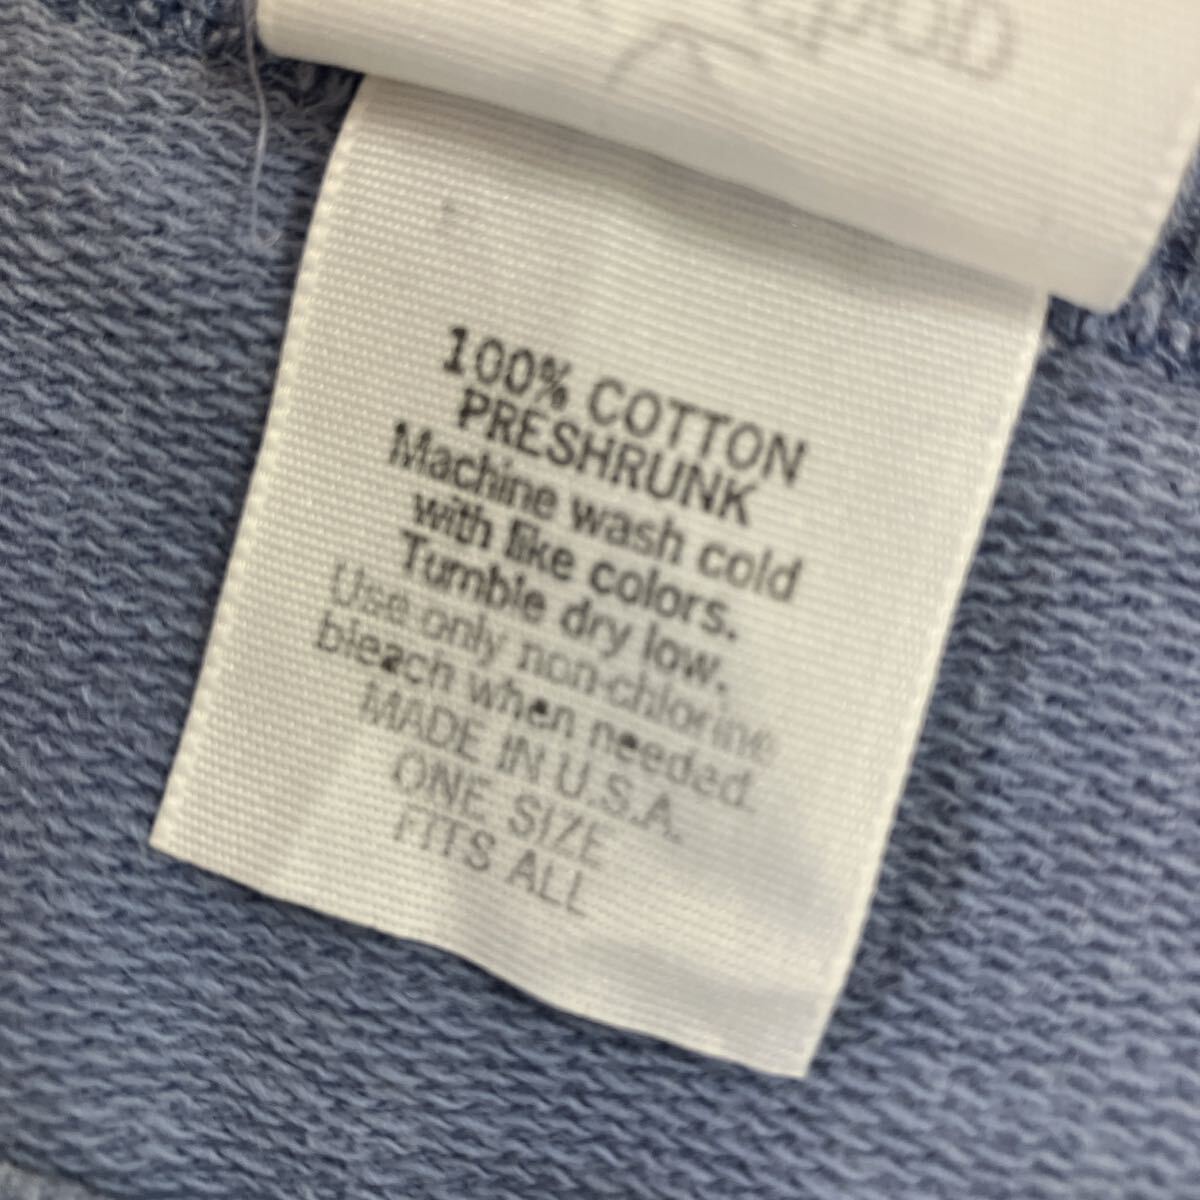 100% COTTON
PRESHRUNK
Machine wash cold
with like colors.
Tumble dry low.
Use only non-chlorine
bleach when needed.
MADE IN U.S.A.
ONE SIZE
FITS ALL